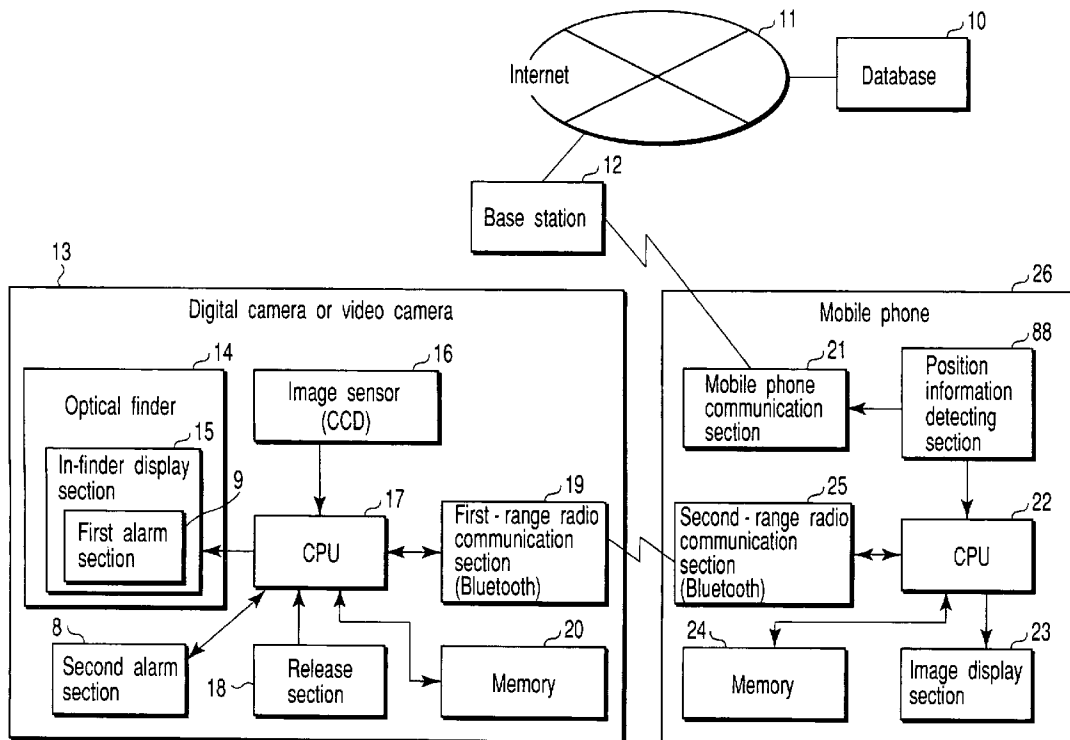 11
10
Internet
Database
12
Base station
13
Digital camera or video camera
14
Optical finder
15
In-finder display
section
9
First alarm
section
16
Image sensor
(CCD)
17
CPU
19
First - range radio
communication
section
(Bluetooth)
8
Second alarm
section
18
Release
section
20
Memory
26
Mobile phone
21
Mobile phone
communication
section
88
Position
information
detecting
section
25
Second - range radio
communication
section
(Bluetooth)
22
CPU
24
Memory
23
Image display
section